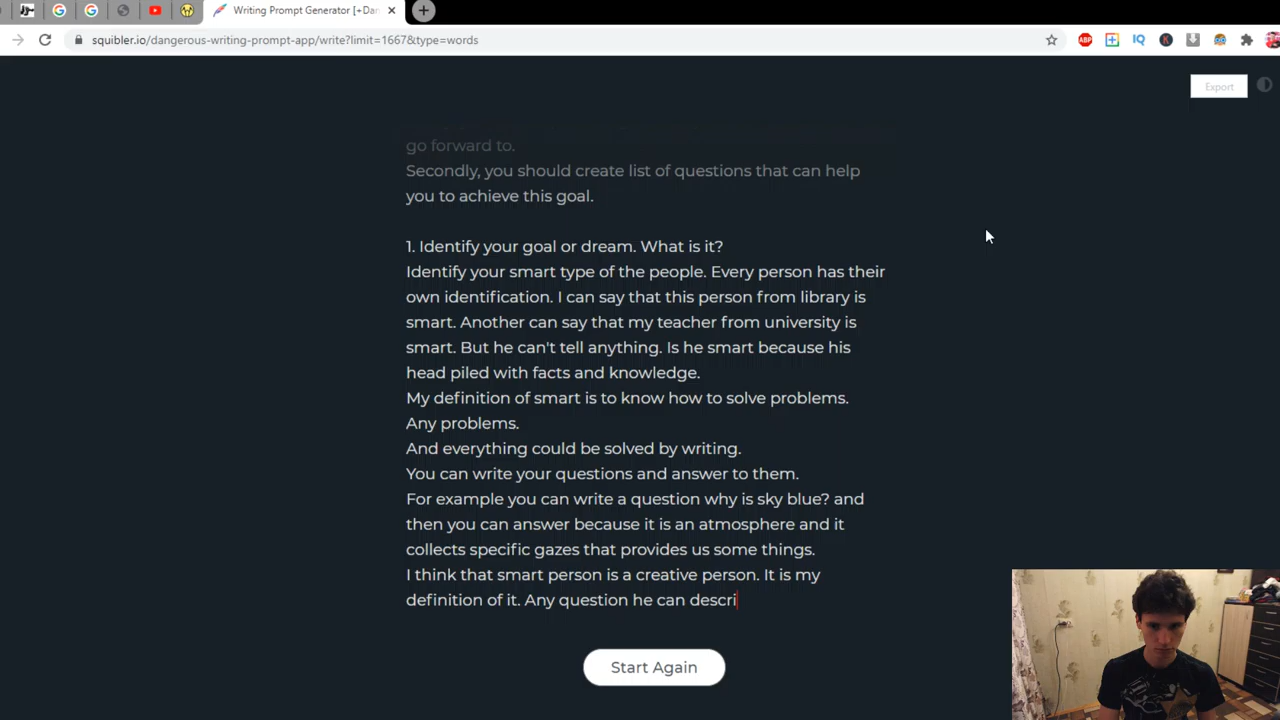 Writing Prompt Generator [+Dan
squibler.io/dangerous-writing-prompt-app/write?limit=1667&type=words
ABP
IQ
K
Export
go forward to.
Secondly, you should create list of questions that can help
you to achieve this goal.
1. Identify your goal or dream. What is it?
Identify your smart type of the people. Every person has their
own identification. I can say that this person from library is
smart. Another can say that my teacher from university is
smart. But he can't tell anything. Is he smart because his
head piled with facts and knowledge.
My definition of smart is to know how to solve problems.
Any problems.
And everything could be solved by writing.
You can write your questions and answer to them.
For example you can write a question why is sky blue? and
then you can answer because it is an atmosphere and it
collects specific gazes that provides us some things.
I think that smart person is a creative person. It is my
definition of it. Any question he can descri
Start Again